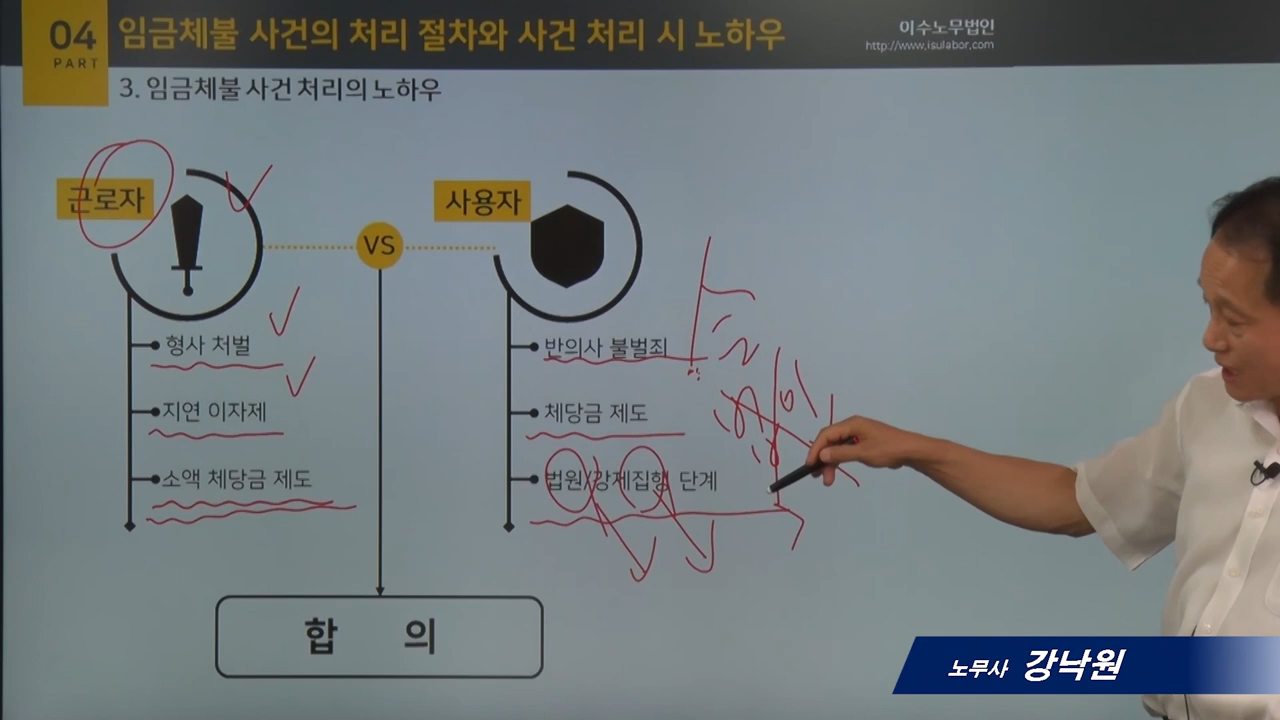 04
PART
임금체불 사건의 처리 절차와 사건 처리 시 노하우
이수노무법인
http://www.isulabor.com
3. 임금체불 사건 처리의 노하우
근로자
VS
사용자
형사 처벌
지연 이자제
소액 체당금 제도
반의사 불벌죄
체당금 제도
법원/강제집행 단계
합 의
노무사 강낙원